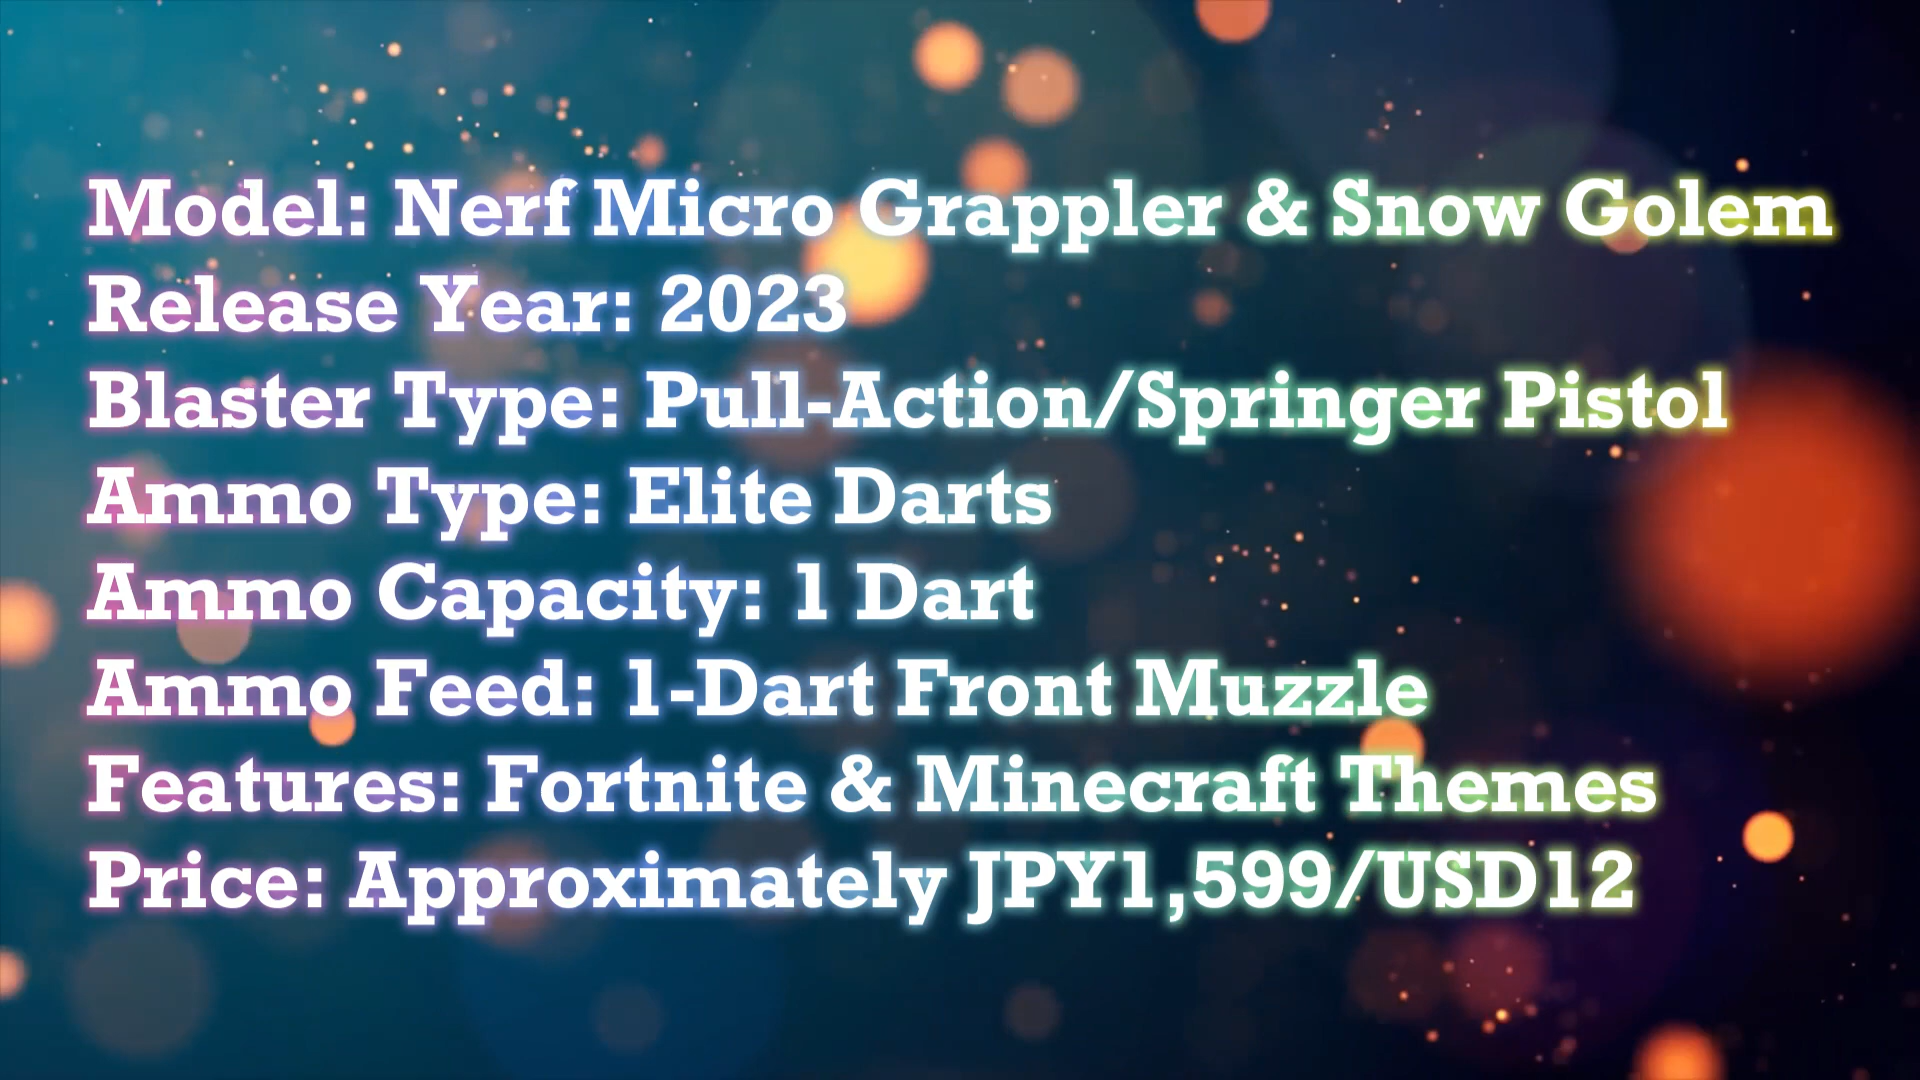 Model: Nerf Micro Grappler & Snow Golem
Release Year: 2023
Blaster Type: Pull-Action/Springer Pistol
Ammo Type: Elite Darts
Ammo Capacity: 1 Dart
Ammo Feed: 1-Dart Front Muzzle
Features: Fortnite & Minecraft Themes
Price: Approximately JPY1,599/USD12